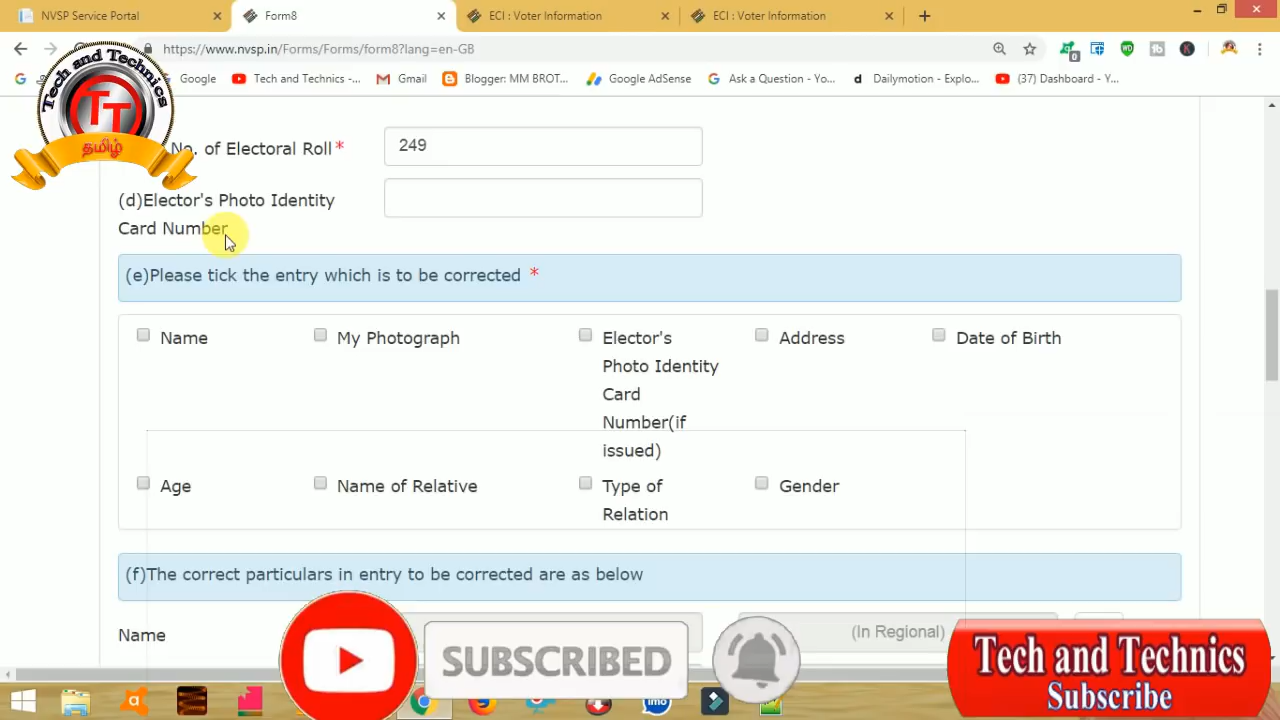 NVSP Service Portal
Form8
ECI : Voter Information
ECI : Voter Information
https://www.nvsp.in/Forms/Forms/form8?lang=en-GB
Google
Tech and Technics -...
Gmail
Blogger: MM BROT...
Google AdSense
Ask a Question - Yo...
Dailymotion - Explo...
(37) Dashboard - Y...
Tech and Technics
TT
தமிழ்
No. of Electoral Roll*
249
(d)Elector's Photo Identity
Card Number
(e)Please tick the entry which is to be corrected *
Name
My Photograph
Elector's
Photo Identity
Card
Number(if
issued)
Address
Date of Birth
Age
Name of Relative
Type of
Relation
Gender
(f)The correct particulars in entry to be corrected are as below
Name
(In Regional)
SUBSCRIBED
Tech and Technics
Subscribe
imo